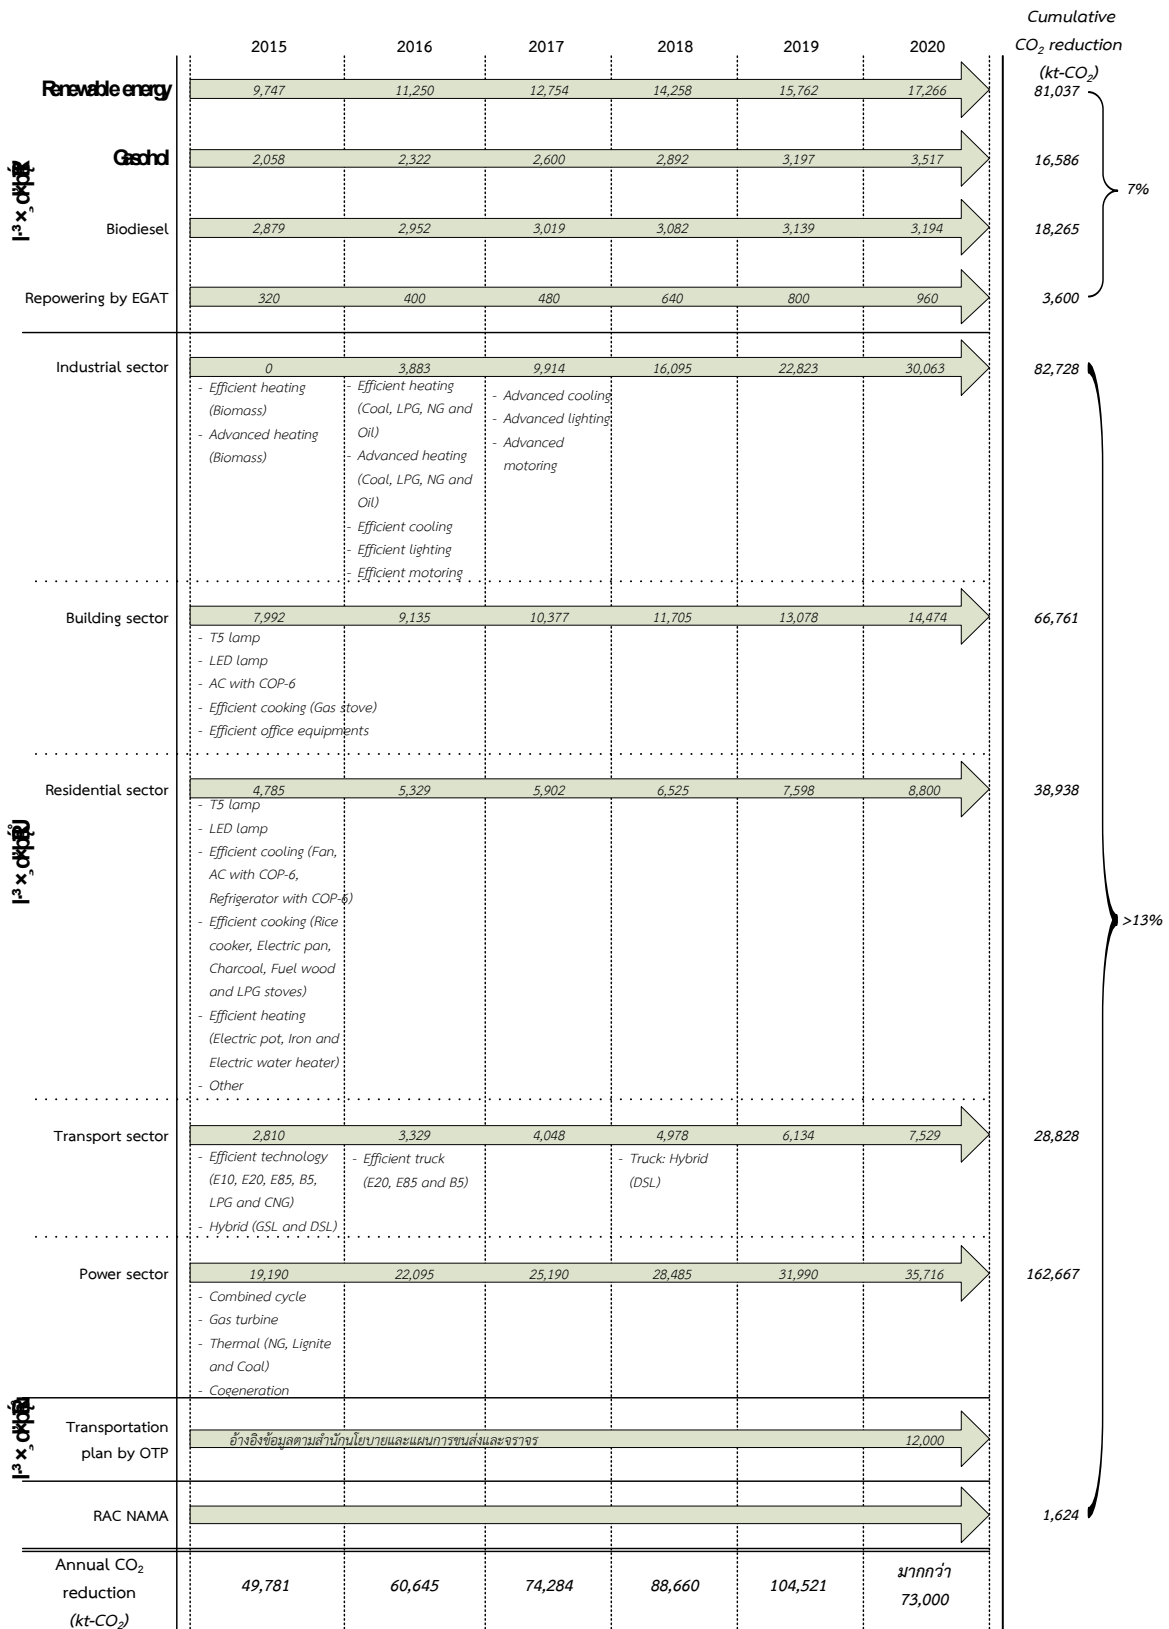 Cumulative
CO₂ reduction
(kt-CO₂)
2015 2016 2017 2018 2019 2020
Renewable energy 9,747 11,250 12,754 14,258 15,762 17,266 81,037
Gasohol 2,058 2,322 2,600 2,892 3,197 3,517 16,586
7%
Biodiesel 2,879 2,952 3,019 3,082 3,139 3,194 18,265
Repowering by EGAT 320 400 480 640 800 960 3,600
Industrial sector 0 3,883 9,914 16,095 22,823 30,063 82,728
- Efficient heating
(Biomass)
- Advanced heating
(Biomass)
- Efficient heating
(Coal, LPG, NG and
Oil)
- Advanced heating
(Coal, LPG, NG and
Oil)
- Efficient cooling
- Efficient lighting
- Efficient motoring
- Advanced cooling
- Advanced lighting
- Advanced
motoring
Building sector 7,992 9,135 10,377 11,705 13,078 14,474 66,761
- T5 lamp
- LED lamp
- AC with COP-6
- Efficient cooking (Gas stove)
- Efficient office equipments
Residential sector 4,785 5,329 5,902 6,525 7,598 8,800 38,938
- T5 lamp
- LED lamp
- Efficient cooling (Fan,
AC with COP-6,
Refrigerator with COP-6)
- Efficient cooking (Rice
cooker, Electric pan,
Charcoal, Fuel wood
and LPG stoves)
- Efficient heating
(Electric pot, Iron and
Electric water heater)
- Other
>13%
Transport sector 2,810 3,329 4,048 4,978 6,134 7,529 28,828
- Efficient technology
(E10, E20, E85, B5,
LPG and CNG)
- Hybrid (GSL and DSL)
- Efficient truck
(E20, E85 and B5)
- Truck: Hybrid
(DSL)
Power sector 19,190 22,095 25,190 28,485 31,990 35,716 162,667
- Combined cycle
- Gas turbine
- Thermal (NG, Lignite
and Coal)
- Cogeneration
Transportation
plan by OTP
อ้างอิงข้อมูลตามสำนักนโยบายและแผนการขนส่งและจราจร 12,000
RAC NAMA 1,624
Annual CO₂
reduction
(kt-CO₂)
49,781 60,645 74,284 88,660 104,521
มากกว่า
73,000